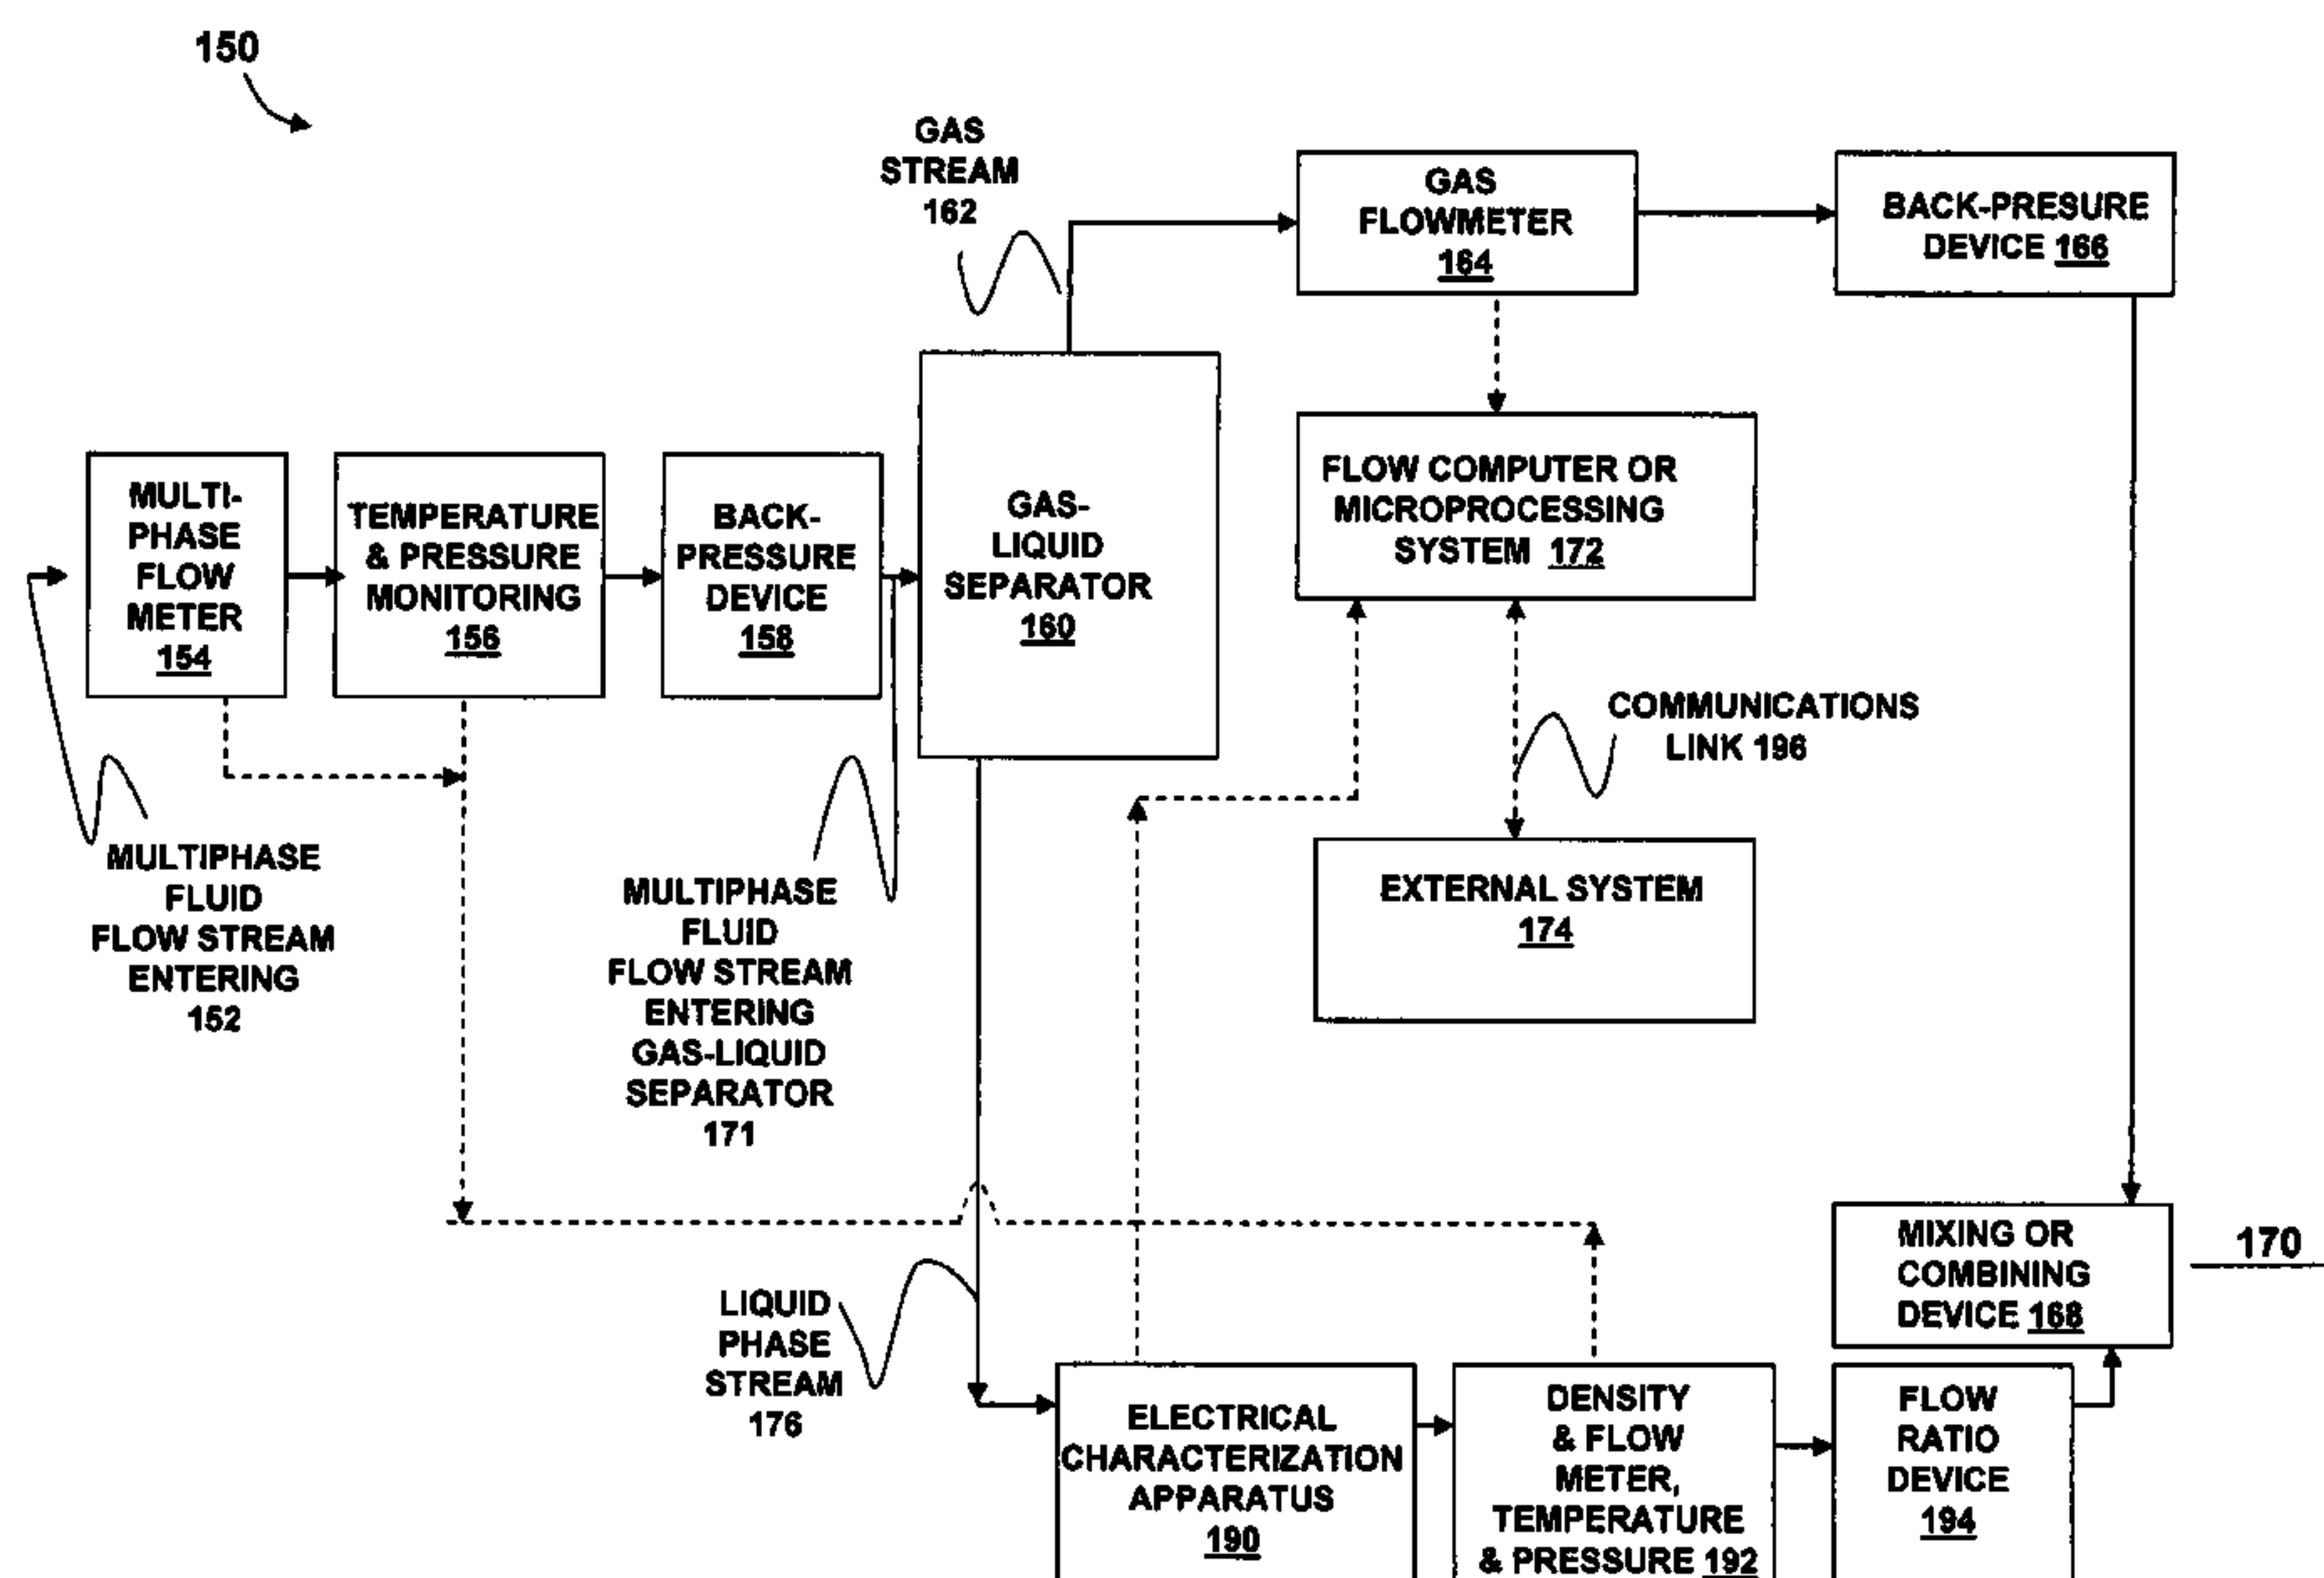 150
GAS
STREAM
162
GAS
FLOWMETER
164
BACK-PRESURE
DEVICE 166
MULTI-
PHASE
FLOW
METER
154
TEMPERATURE
& PRESSURE
MONITORING
156
BACK-
PRESSURE
DEVICE
158
GAS-
LIQUID
SEPARATOR
160
FLOW COMPUTER OR
MICROPROCESSING
SYSTEM 172
COMMUNICATIONS
LINK 196
EXTERNAL SYSTEM
174
MULTIPHASE
FLUID
FLOW STREAM
ENTERING
152
MULTIPHASE
FLUID
FLOW STREAM
ENTERING
GAS-LIQUID
SEPARATOR
171
MIXING OR
COMBINING
DEVICE 168
170
LIQUID
PHASE
STREAM
176
ELECTRICAL
CHARACTERIZATION
APPARATUS
190
DENSITY
& FLOW
METER,
TEMPERATURE
& PRESSURE 192
FLOW
RATIO
DEVICE
194